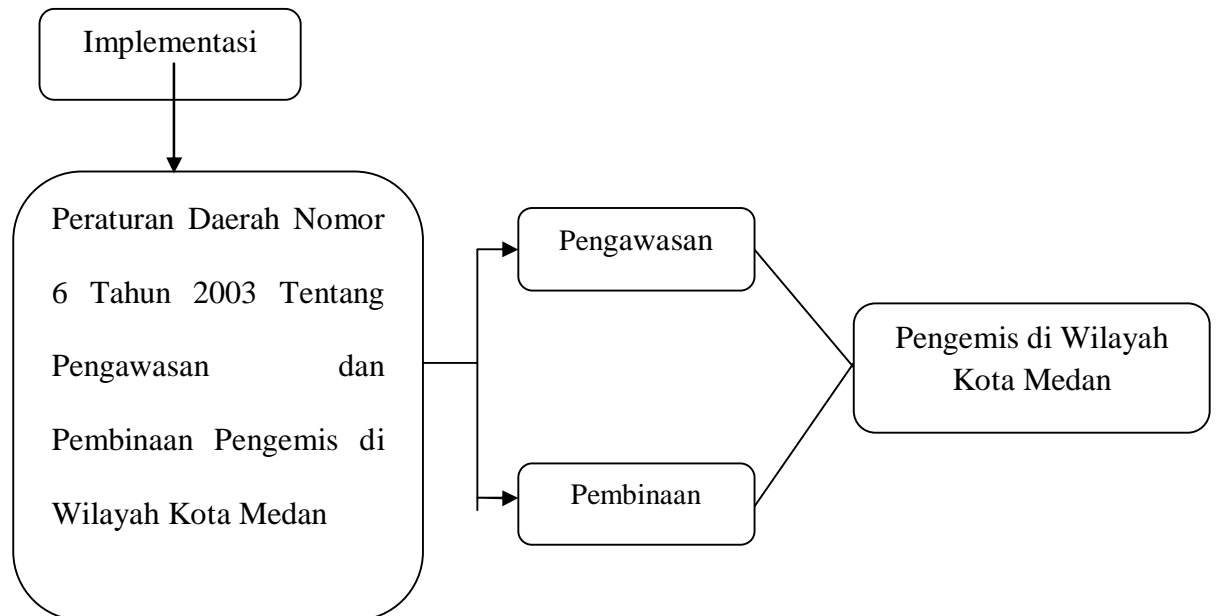 Implementasi
Peraturan Daerah Nomor
6 Tahun 2003 Tentang
Pengawasan dan
Pembinaan Pengemis di
Wilayah Kota Medan
Pengawasan
Pembinaan
Pengemis di Wilayah
Kota Medan